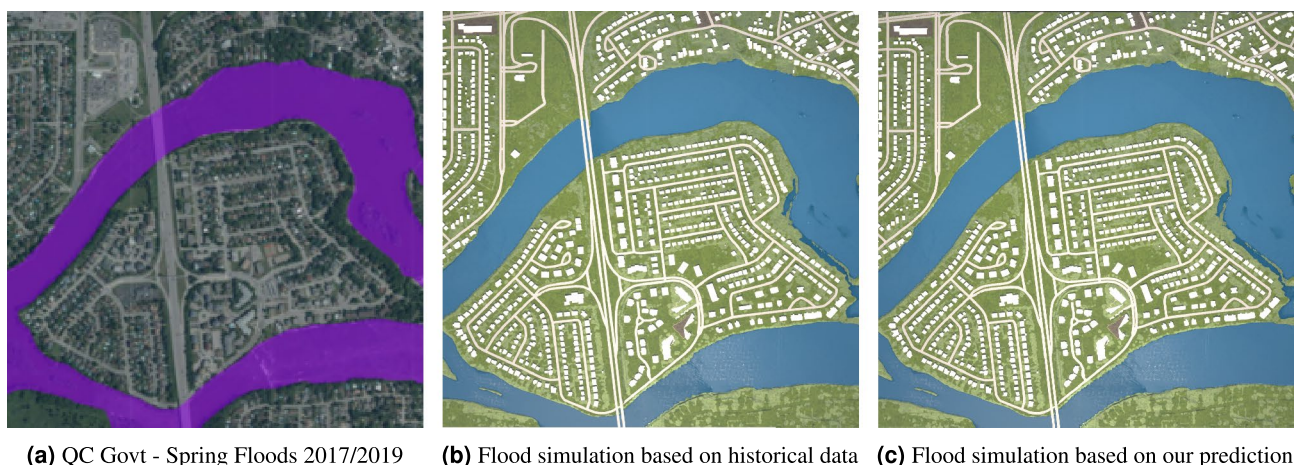 (a) QC Govt - Spring Floods 2017/2019
(b) Flood simulation based on historical data
(c) Flood simulation based on our prediction